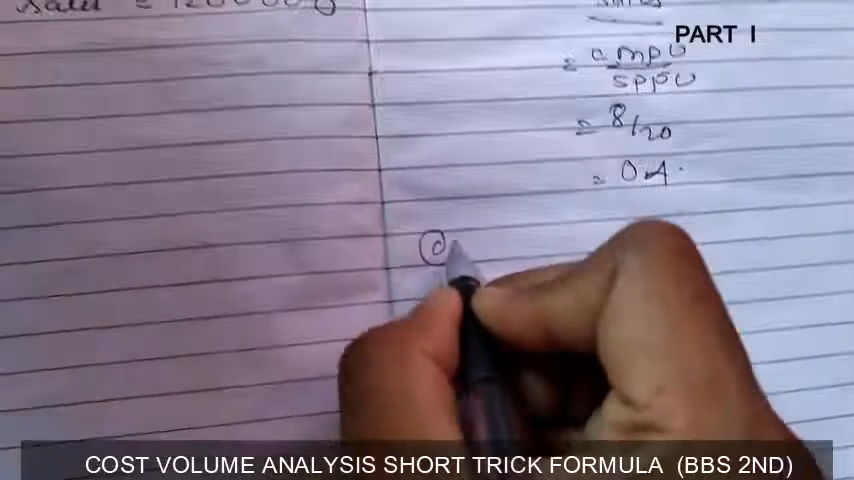 PART I
= cmpu
sppu
= 8/20
= 0.4.
COST VOLUME ANALYSIS SHORT TRICK FORMULA (BBS 2ND)